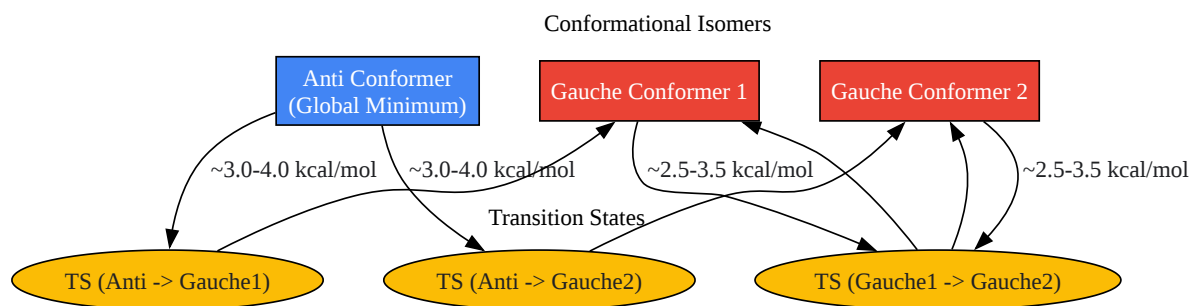 Conformational Isomers
Anti Conformer
(Global Minimum)
Gauche Conformer 1
Gauche Conformer 2
~3.0-4.0 kcal/mol
~3.0-4.0 kcal/mol
~2.5-3.5 kcal/mol
~2.5-3.5 kcal/mol
Transition States
TS (Anti -> Gauche1)
TS (Anti -> Gauche2)
TS (Gauche1 -> Gauche2)